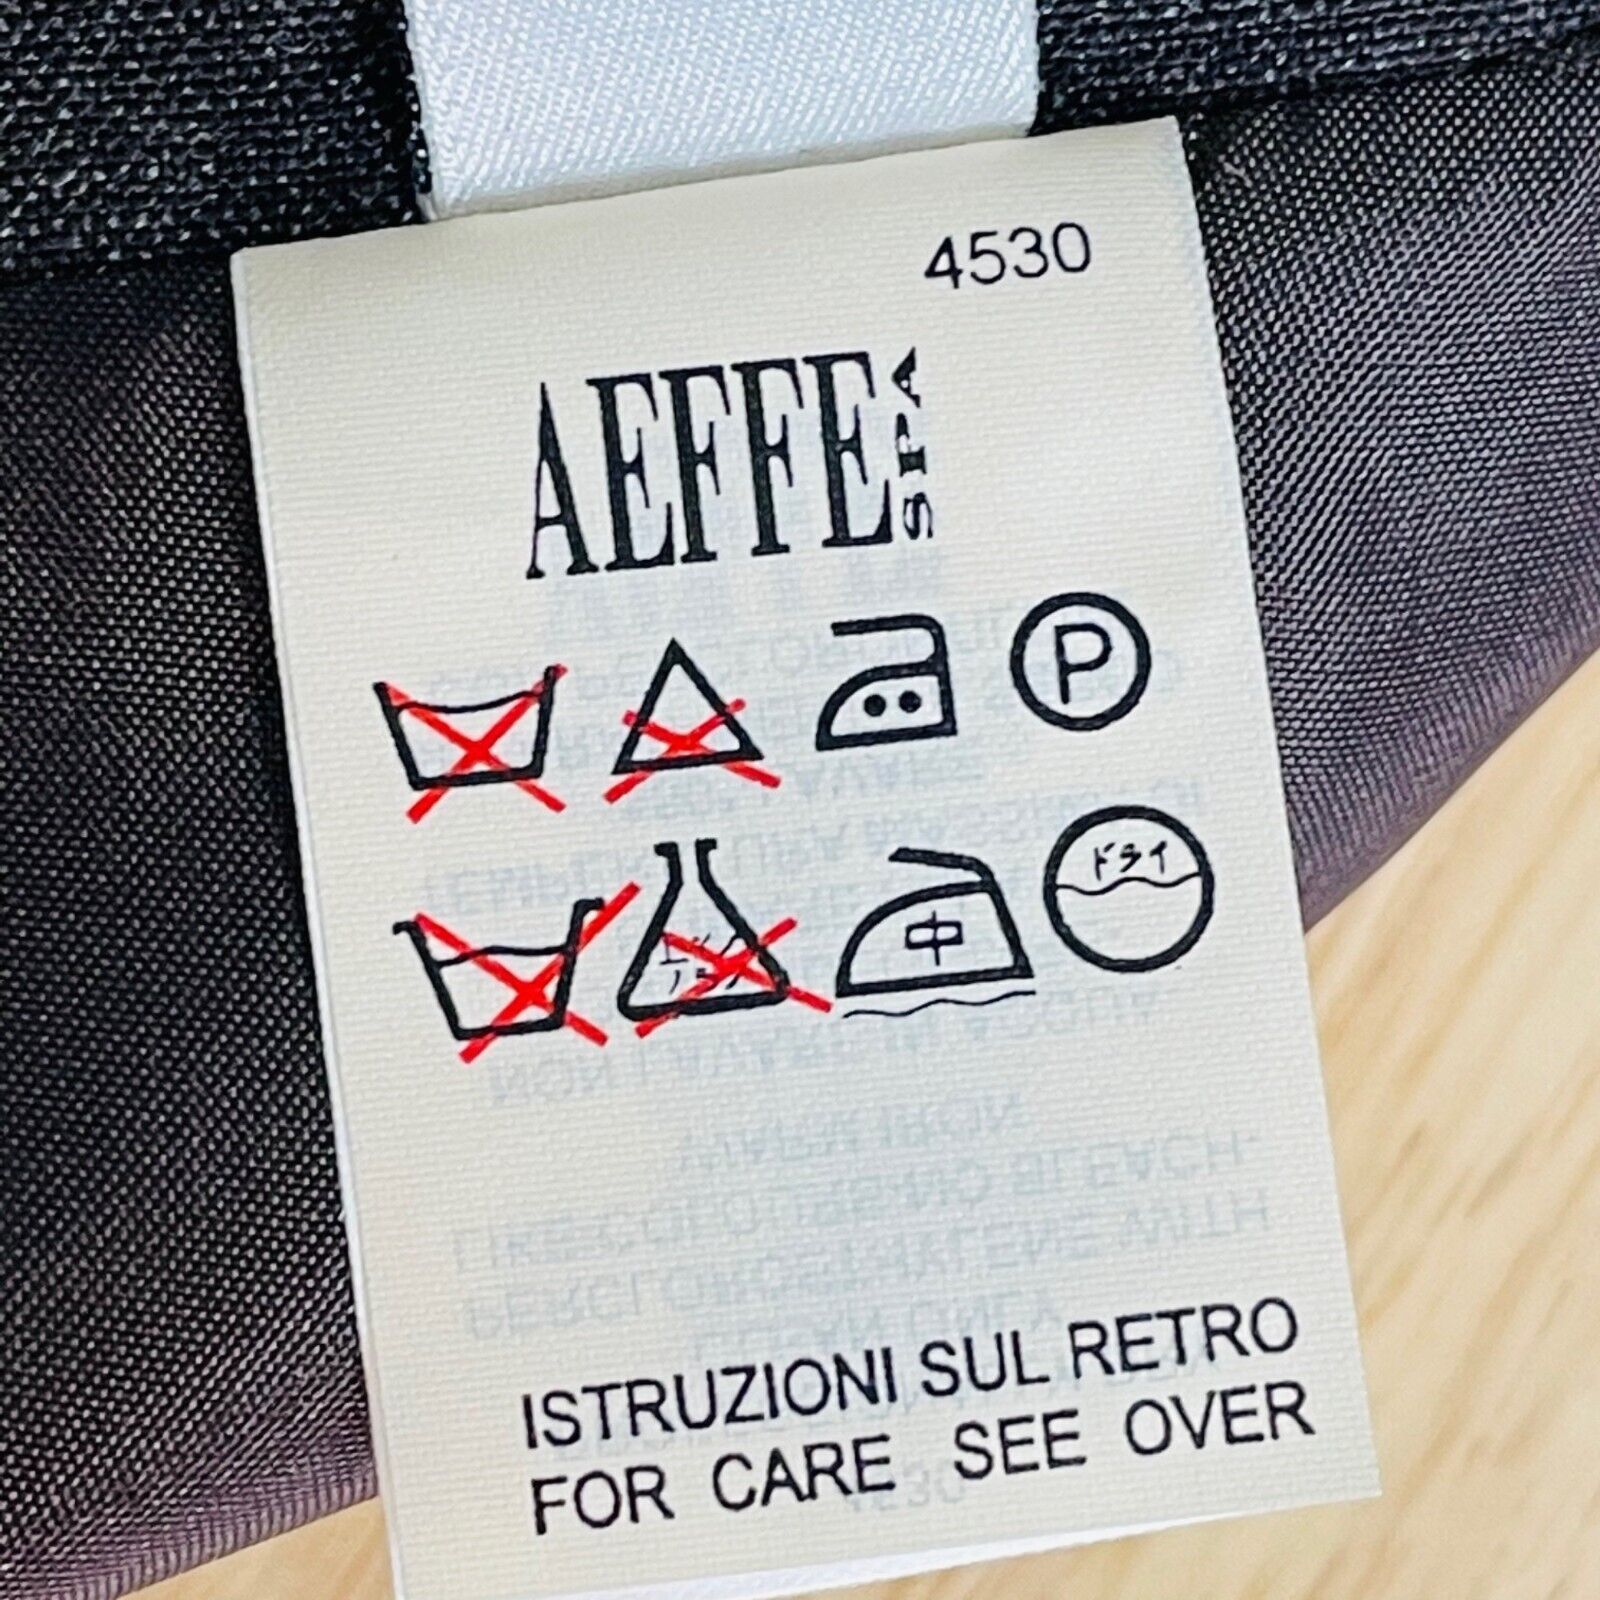 4530
AEFFE SPA
P
ドライ
中
ISTRUZIONI SUL RETRO
FOR CARE SEE OVER